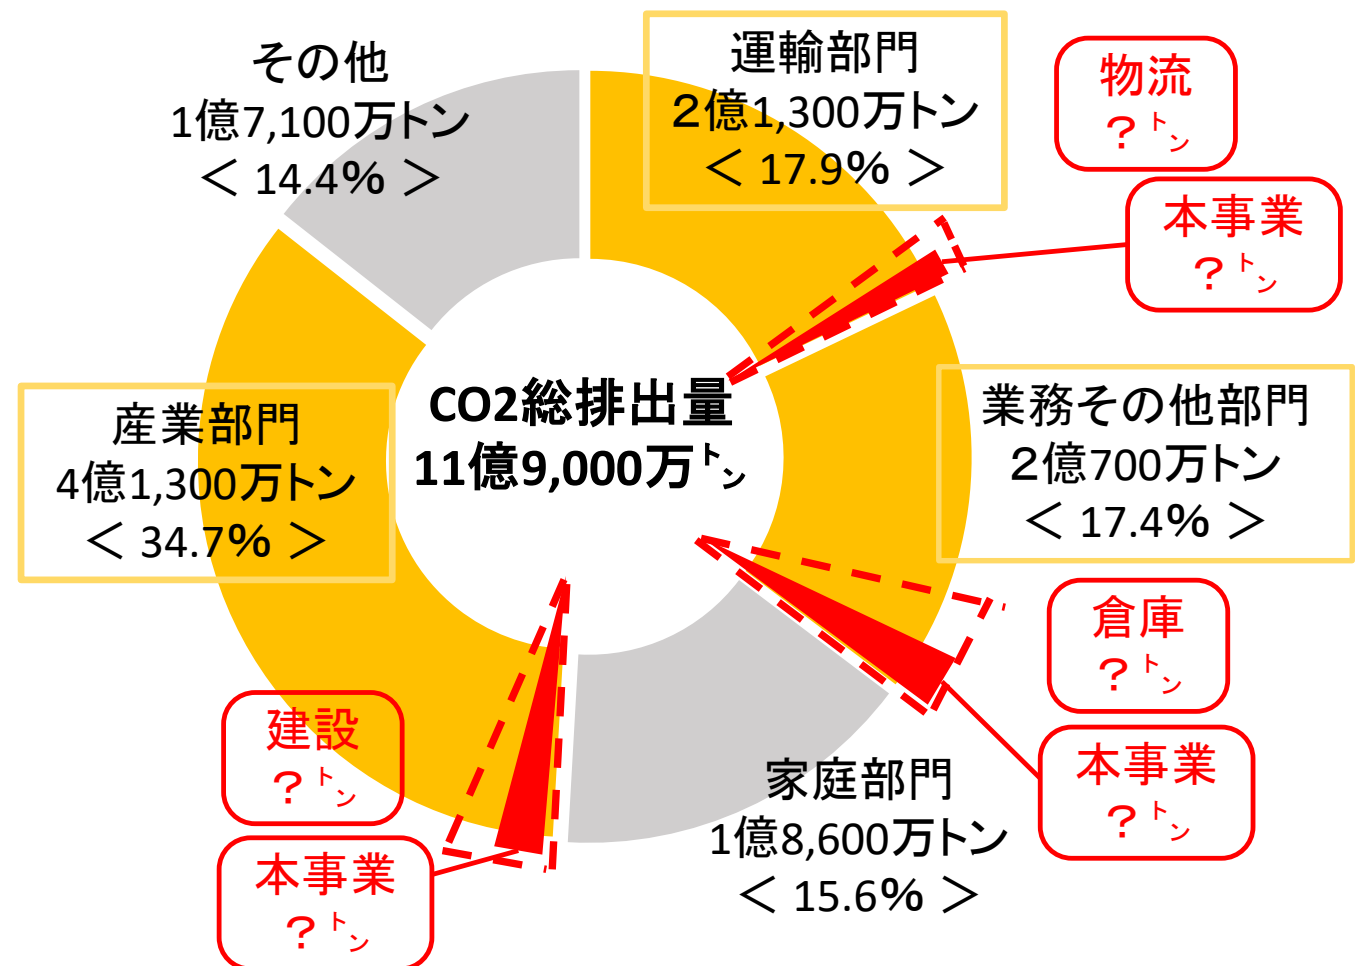 その他
1億7,100万トン
＜ 14.4％ ＞
運輸部門
２億1,300万トン
＜ 17.9％ ＞
物流
？㌧
本事業
？㌧
CO2総排出量
11億9,000万㌧
産業部門
4億1,300万トン
＜ 34.7％ ＞
業務その他部門
２億700万トン
＜ 17.4％ ＞
倉庫
？㌧
本事業
？㌧
家庭部門
1億8,600万トン
＜ 15.6％ ＞
建設
？㌧
本事業
？㌧